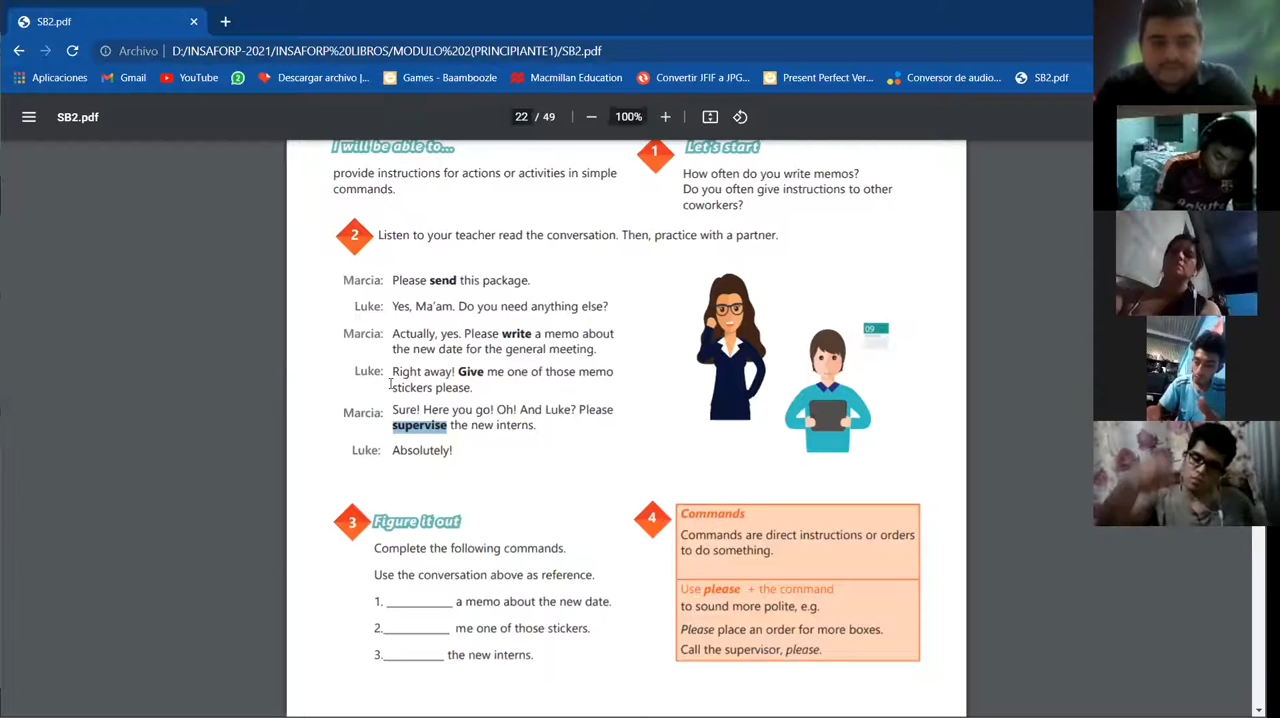 SB2.pdf
Archivo
D:/INSAFORP-2021/INSAFORP%20LIBROS/MODULO%202(PRINCIPIANTE1)/SB2.pdf
Aplicaciones
Gmail
YouTube
2
Descargar archivo |...
Games - Baamboozle
Macmillan Education
Convertir JFIF a JPG...
Present Perfect Ver...
Conversor de audio...
SB2.pdf
SB2.pdf
22 / 49
100%
I will be able to...
provide instructions for actions or activities in simple
commands.
1 Let's start
How often do you write memos?
Do you often give instructions to other
coworkers?
2 Listen to your teacher read the conversation. Then, practice with a partner.
Marcia: Please send this package.
Luke: Yes, Ma'am. Do you need anything else?
Marcia: Actually, yes. Please write a memo about
the new date for the general meeting.
Luke: Right away! Give me one of those memo
stickers please.
Marcia: Sure! Here you go! Oh! And Luke? Please
supervise the new interns.
Luke: Absolutely!
09
3 Figure it out
Complete the following commands.
Use the conversation above as reference.
1. __________ a memo about the new date.
2.__________ me one of those stickers.
3.__________ the new interns.
4
Commands
Commands are direct instructions or orders
to do something.
Use please + the command
to sound more polite, e.g.
Please place an order for more boxes.
Call the supervisor, please.